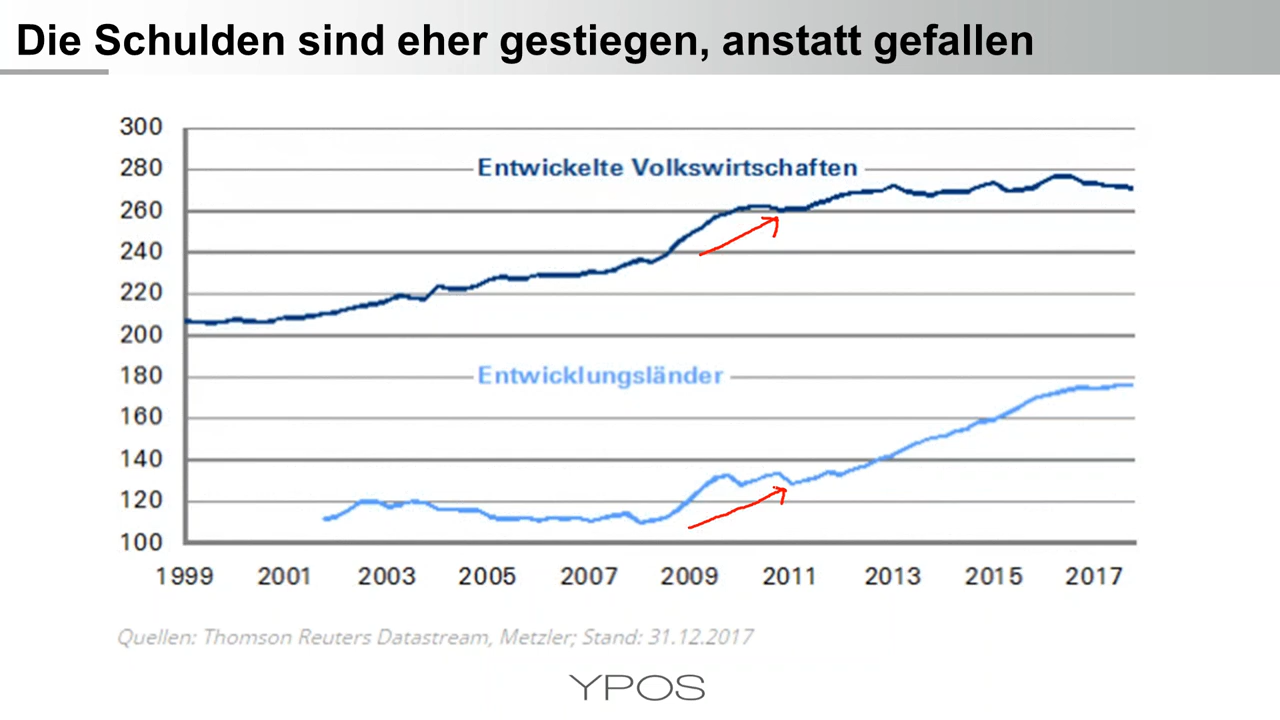 Die Schulden sind eher gestiegen, anstatt gefallen
300
280
Entwickelte Volkswirtschaften
260
240
220
200
180
Entwicklungsländer
160
140
120
100
1999 2001 2003 2005 2007 2009 2011 2013 2015 2017
Quellen: Thomson Reuters Datastream, Metzler; Stand: 31.12.2017
YPOS